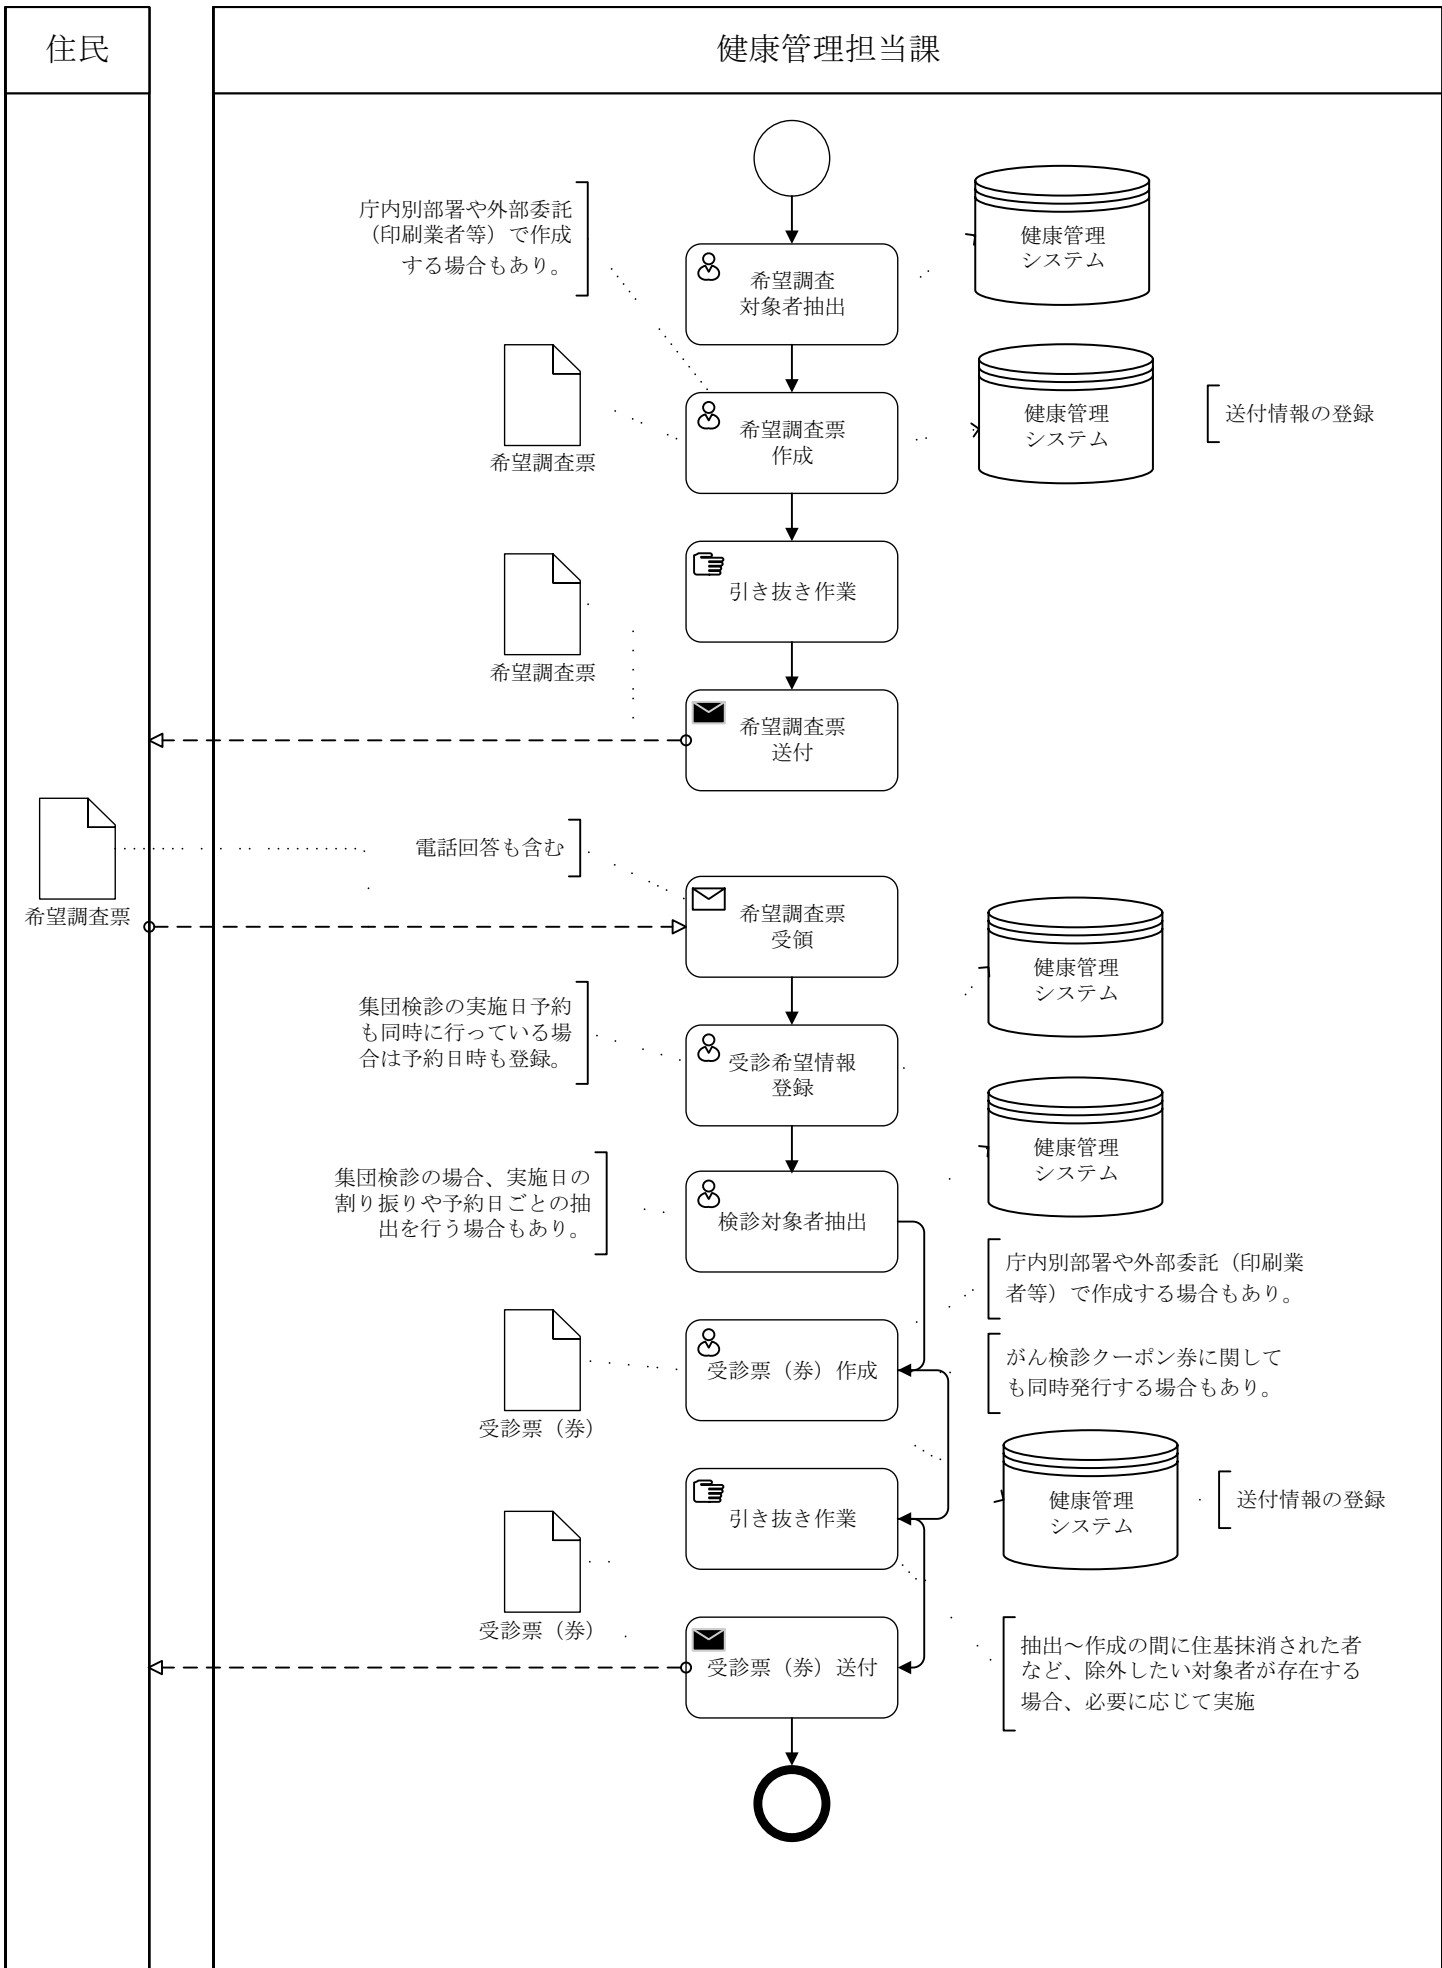 住民
健康管理担当課
庁内別部署や外部委託
（印刷業者等）で作成
する場合もあり。
希望調査
対象者抽出
健康管理
システム
希望調査票
希望調査票
作成
健康管理
システム
送付情報の登録
希望調査票
引き抜き作業
希望調査票
送付
希望調査票
電話回答も含む
希望調査票
受領
健康管理
システム
集団検診の実施日予約
も同時に行っている場
合は予約日時も登録。
受診希望情報
登録
健康管理
システム
集団検診の場合、実施日の
割り振りや予約日ごとの抽
出を行う場合もあり。
検診対象者抽出
庁内別部署や外部委託（印刷業
者等）で作成する場合もあり。
受診票（券）
受診票（券）作成
がん検診クーポン券に関して
も同時発行する場合もあり。
健康管理
システム
送付情報の登録
引き抜き作業
受診票（券）
受診票（券）送付
抽出～作成の間に住基抹消された者
など、除外したい対象者が存在する
場合、必要に応じて実施